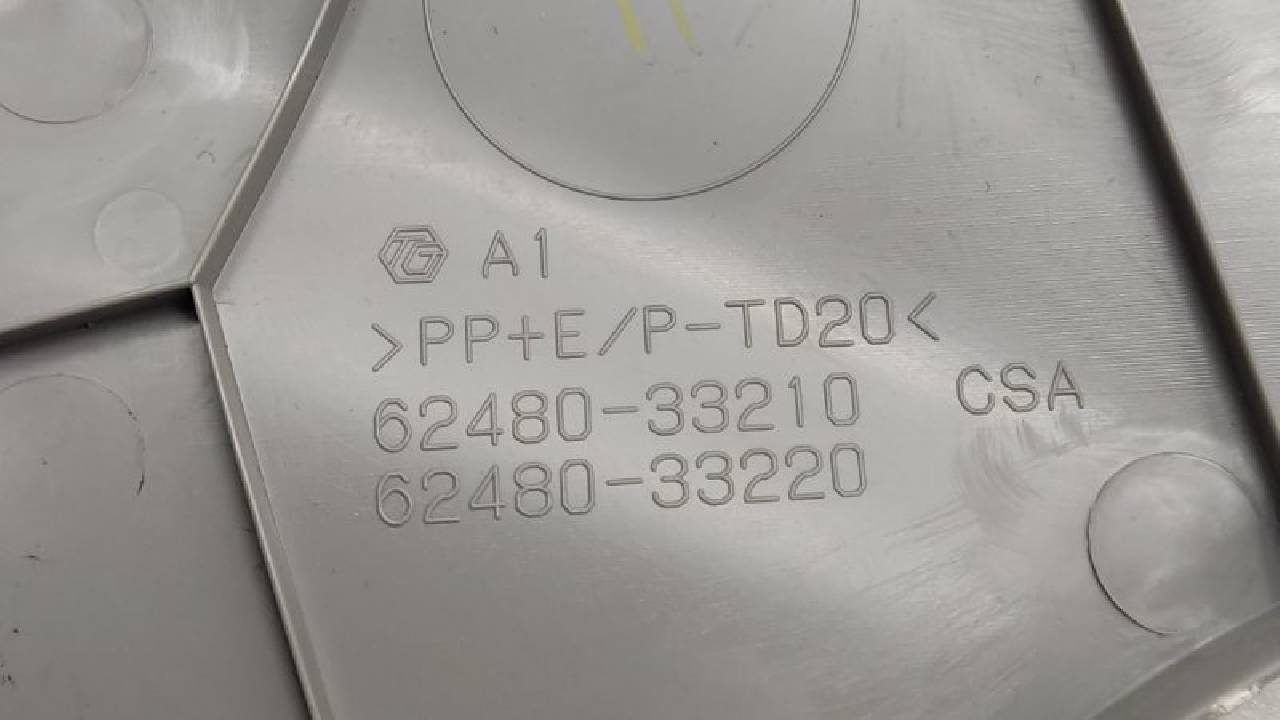 TG A1
>PP+E/P-TD20<
62480-33210 CSA
62480-33220